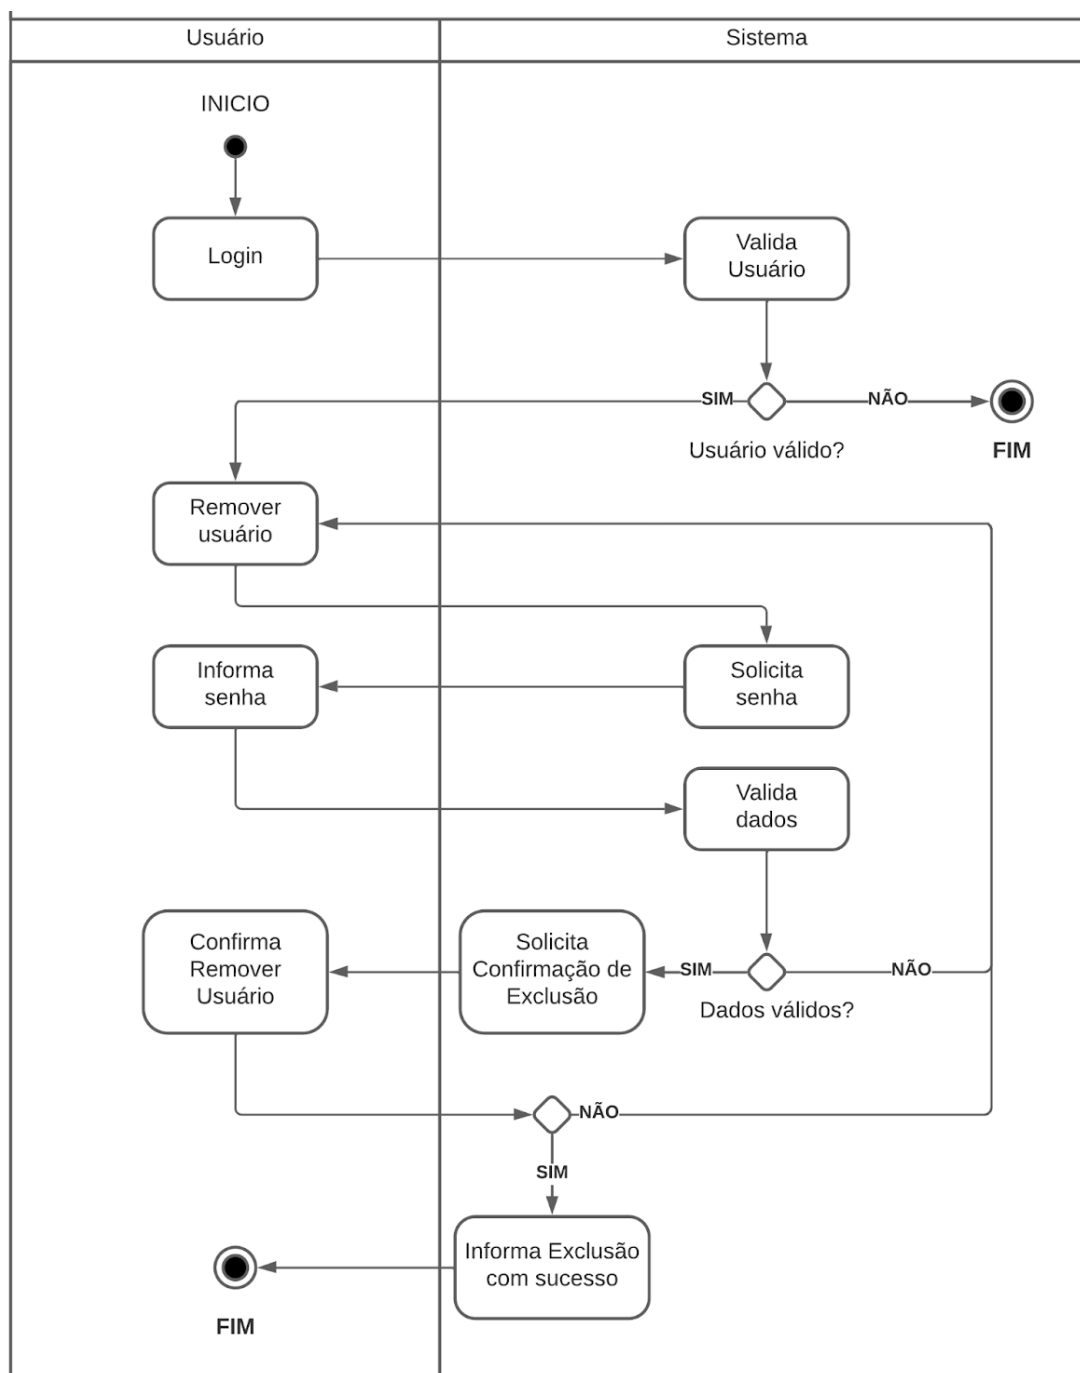 Usuário
Sistema
INICIO
Login
Valida
Usuário
SIM
NÃO
Usuário válido?
FIM
Remover
usuário
Informa
senha
Solicita
senha
Valida
dados
Confirma
Remover
Usuário
Solicita
Confirmação de
Exclusão
SIM
NÃO
Dados válidos?
NÃO
SIM
Informa Exclusão
com sucesso
FIM